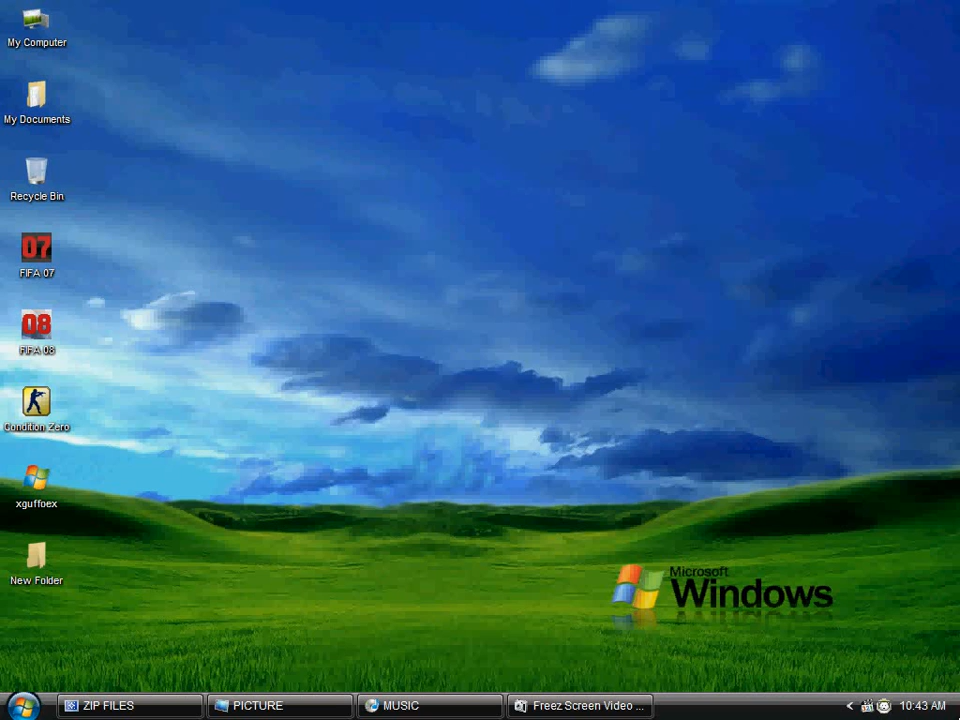 My Computer
My Documents
Recycle Bin
07
FIFA 07
08
FIFA 08
Condition Zero
xguffoex
New Folder
Microsoft
Windows
ZIP FILES
PICTURE
MUSIC
Freez Screen Video ...
10:43 AM